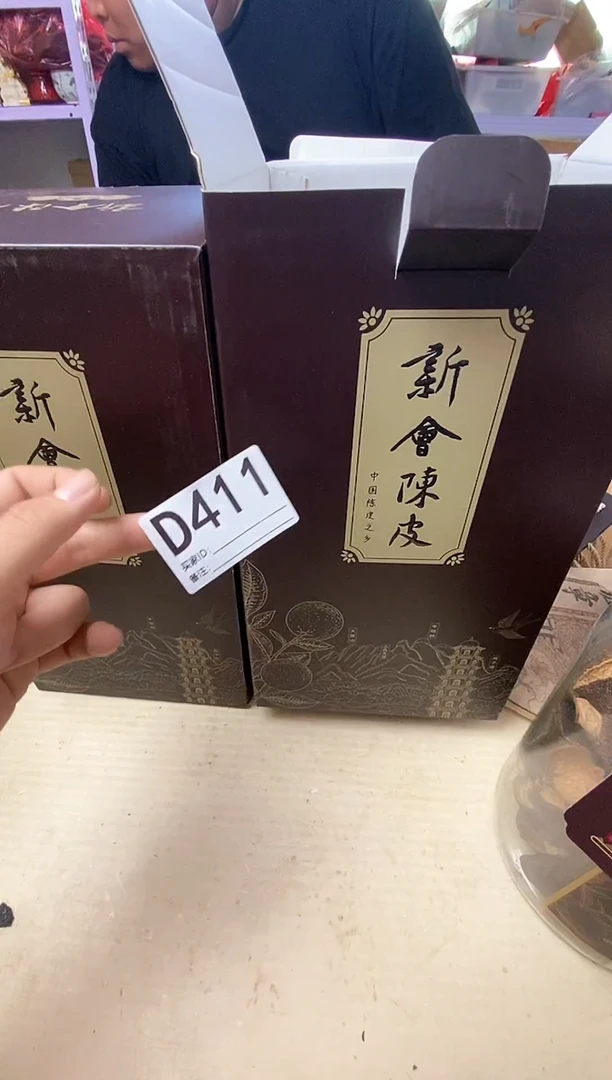 新
會
新會陳皮
中国陈皮之乡
D411
买家ID:
备注: